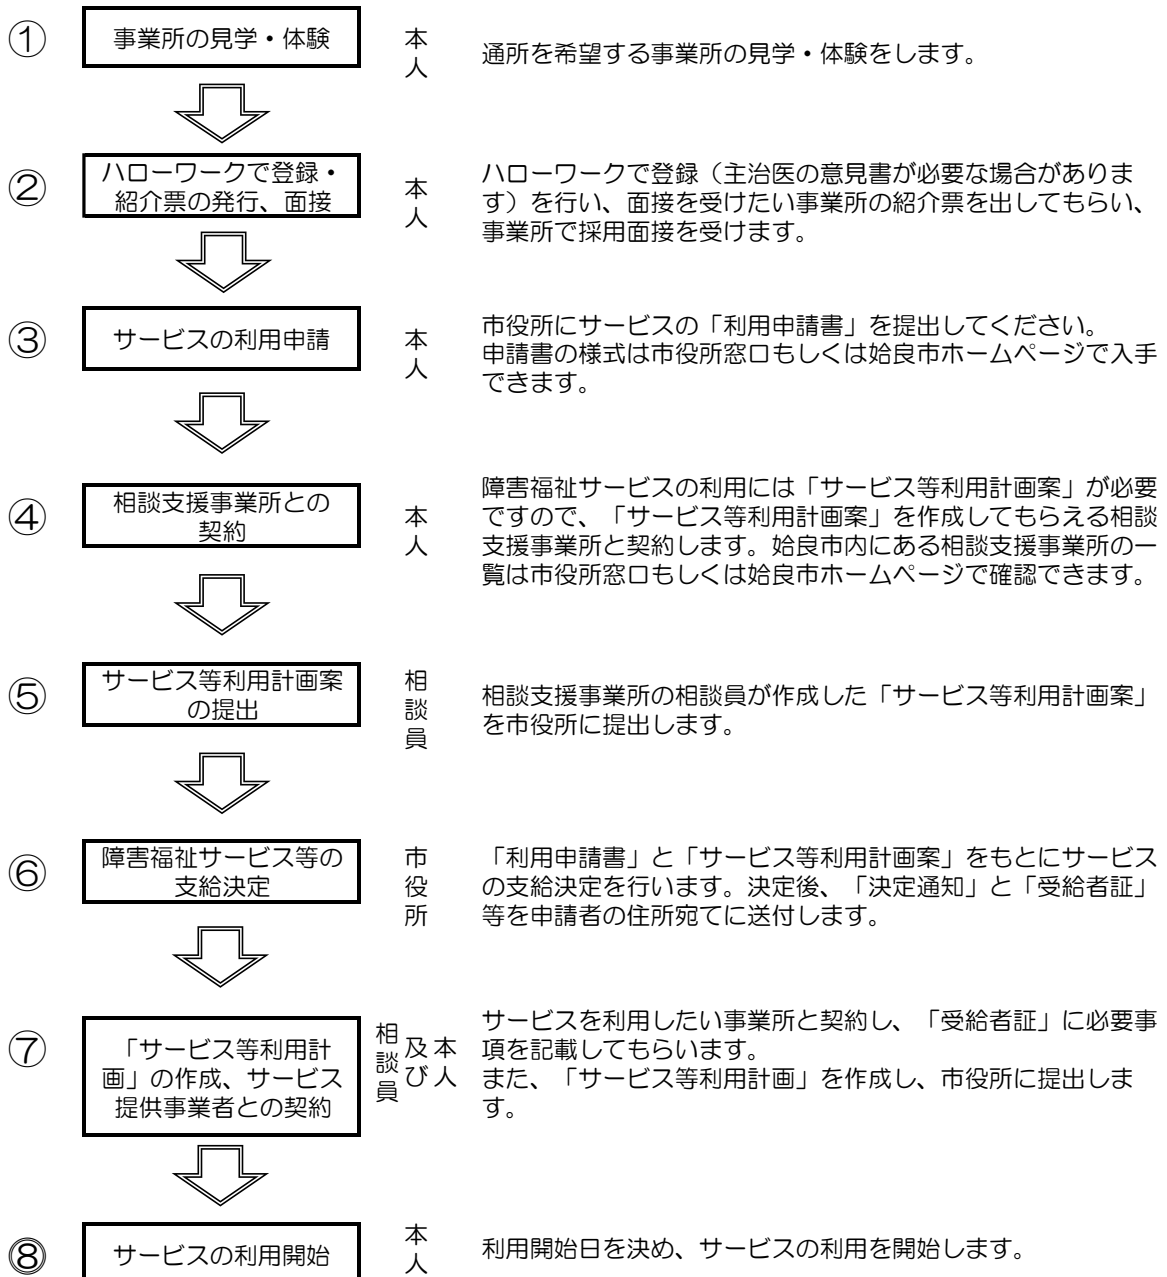 ①
事業所の見学・体験
本人
通所を希望する事業所の見学・体験をします。
②
ハローワークで登録・
紹介票の発行、面接
本人
ハローワークで登録（主治医の意見書が必要な場合がありま
す）を行い、面接を受けたい事業所の紹介票を出してもらい、
事業所で採用面接を受けます。
③
サービスの利用申請
本人
市役所にサービスの「利用申請書」を提出してください。
申請書の様式は市役所窓口もしくは姶良市ホームページで入手
できます。
④
相談支援事業所との
契約
本人
障害福祉サービスの利用には「サービス等利用計画案」が必要
ですので、「サービス等利用計画案」を作成してもらえる相談
支援事業所と契約します。姶良市内にある相談支援事業所の一
覧は市役所窓口もしくは姶良市ホームページで確認できます。
⑤
サービス等利用計画案
の提出
相談員
相談支援事業所の相談員が作成した「サービス等利用計画案」
を市役所に提出します。
⑥
障害福祉サービス等の
支給決定
市役所
「利用申請書」と「サービス等利用計画案」をもとにサービス
の支給決定を行います。決定後、「決定通知」と「受給者証」
等を申請者の住所宛てに送付します。
⑦
「サービス等利用計
画」の作成、サービス
提供事業者との契約
本人
及び
相談員
サービスを利用したい事業所と契約し、「受給者証」に必要事
項を記載してもらいます。
また、「サービス等利用計画」を作成し、市役所に提出しま
す。
⑧
サービスの利用開始
本人
利用開始日を決め、サービスの利用を開始します。